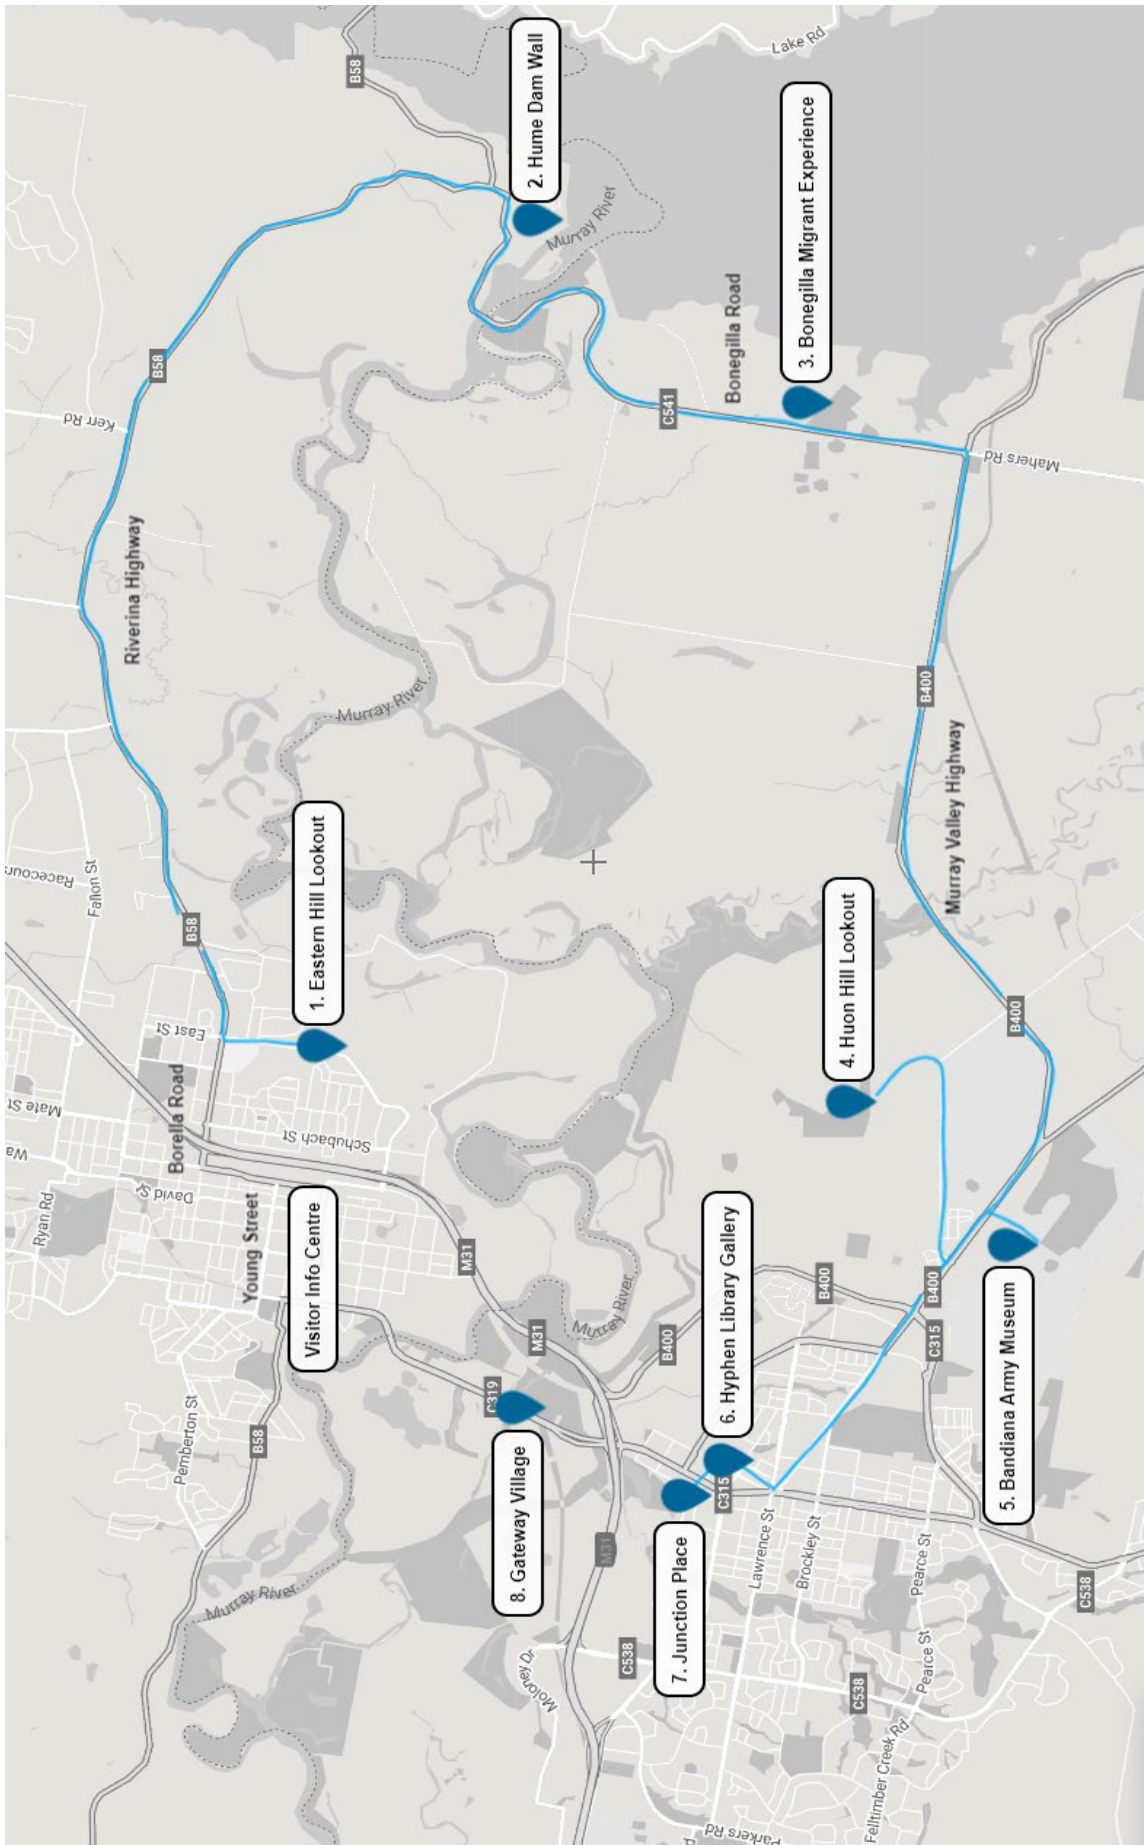 Ryan Rd
Wa
Mate St
Racecours
Fallon St
Kerr Rd
B58
Riverina Highway
David St
Borella Road
East St
B58
Pemberton St
Young Street
B58
Murray River
Visitor Info Centre
Schubach St
1. Eastern Hill Lookout
Murray River
B58
M31
C319
8. Gateway Village
M31
2. Hume Dam Wall
Moloney Dr
Murray River
Murray River
M31
C538
B400
C541
7. Junction Place
C315
6. Hyphen Library Gallery
Bonegilla Road
Parkers Rd
Lawrence St
3. Bonegilla Migrant Experience
Lake Rd
Brockley St
B400
4. Huon Hill Lookout
C538
Felltimber Creek Rd
Pearce St
Pearce St
B400
C315
B400
Murray Valley Highway
5. Bandiana Army Museum
B400
Mahers Rd
C538